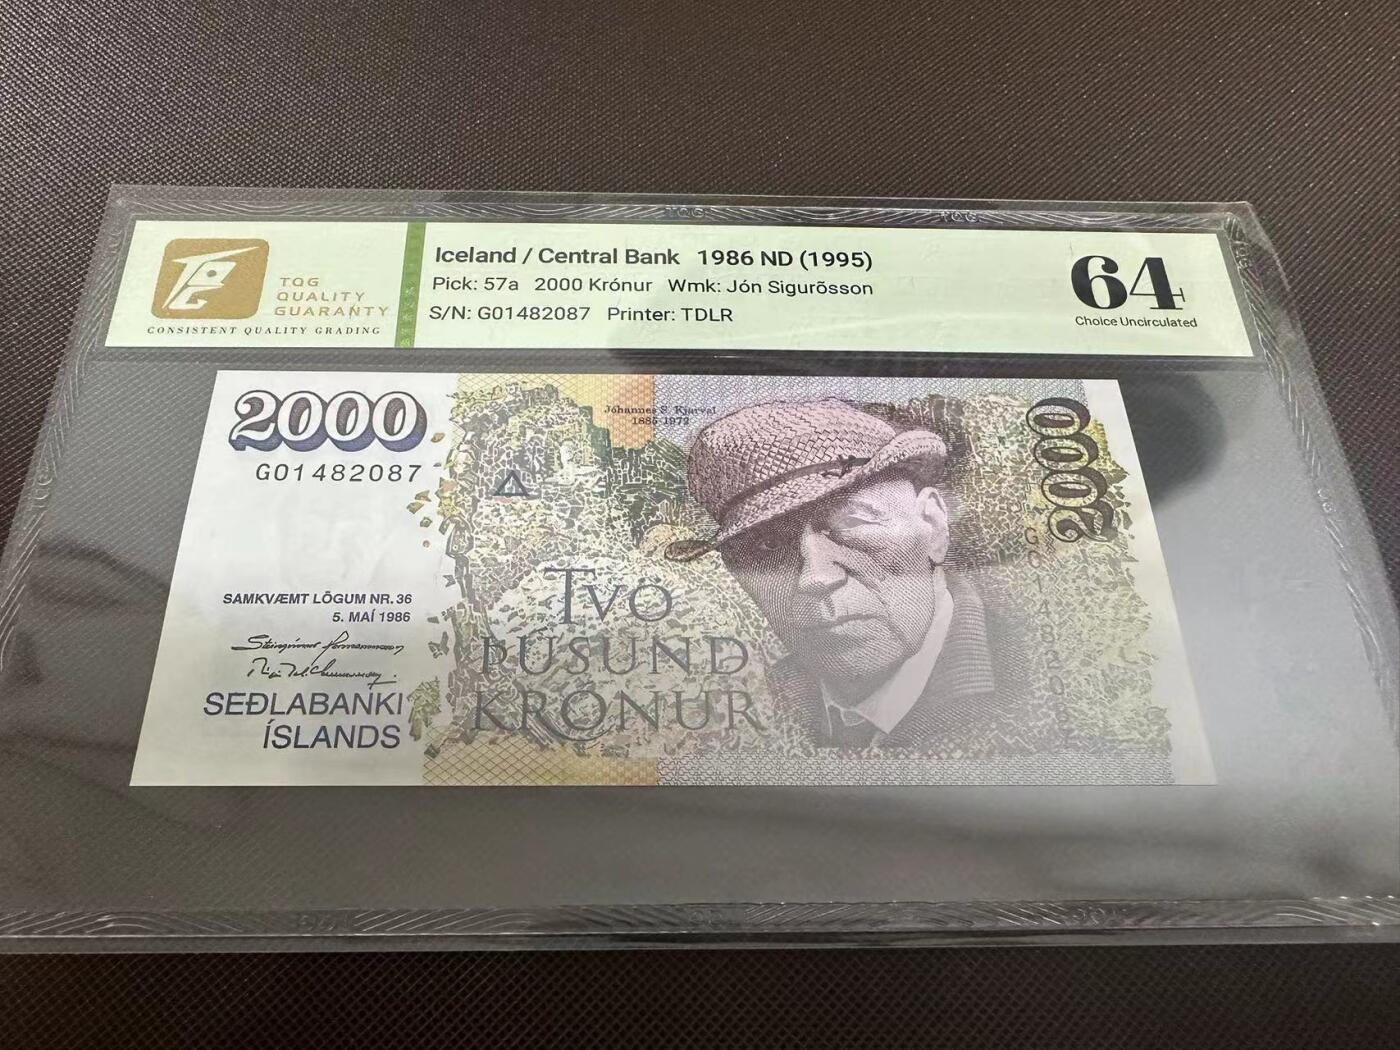 TQG
QUALITY
GUARANTY
CONSISTENT QUALITY GRADING
Iceland / Central Bank 1986 ND (1995)
Pick: 57a 2000 Krónur Wmk: Jón Sigurõsson
S/N: G01482087 Printer: TDLR
64
Choice Uncirculated
2000
G01482087
SAMKVÆMT LÖGUM NR. 36
5. MAÍ 1986
SEÐLABANKI
ÍSLANDS
Jóhannes S. Kjarval
1885-1972
TVÖ
ÞÚSUND
KRÓNUR
2000